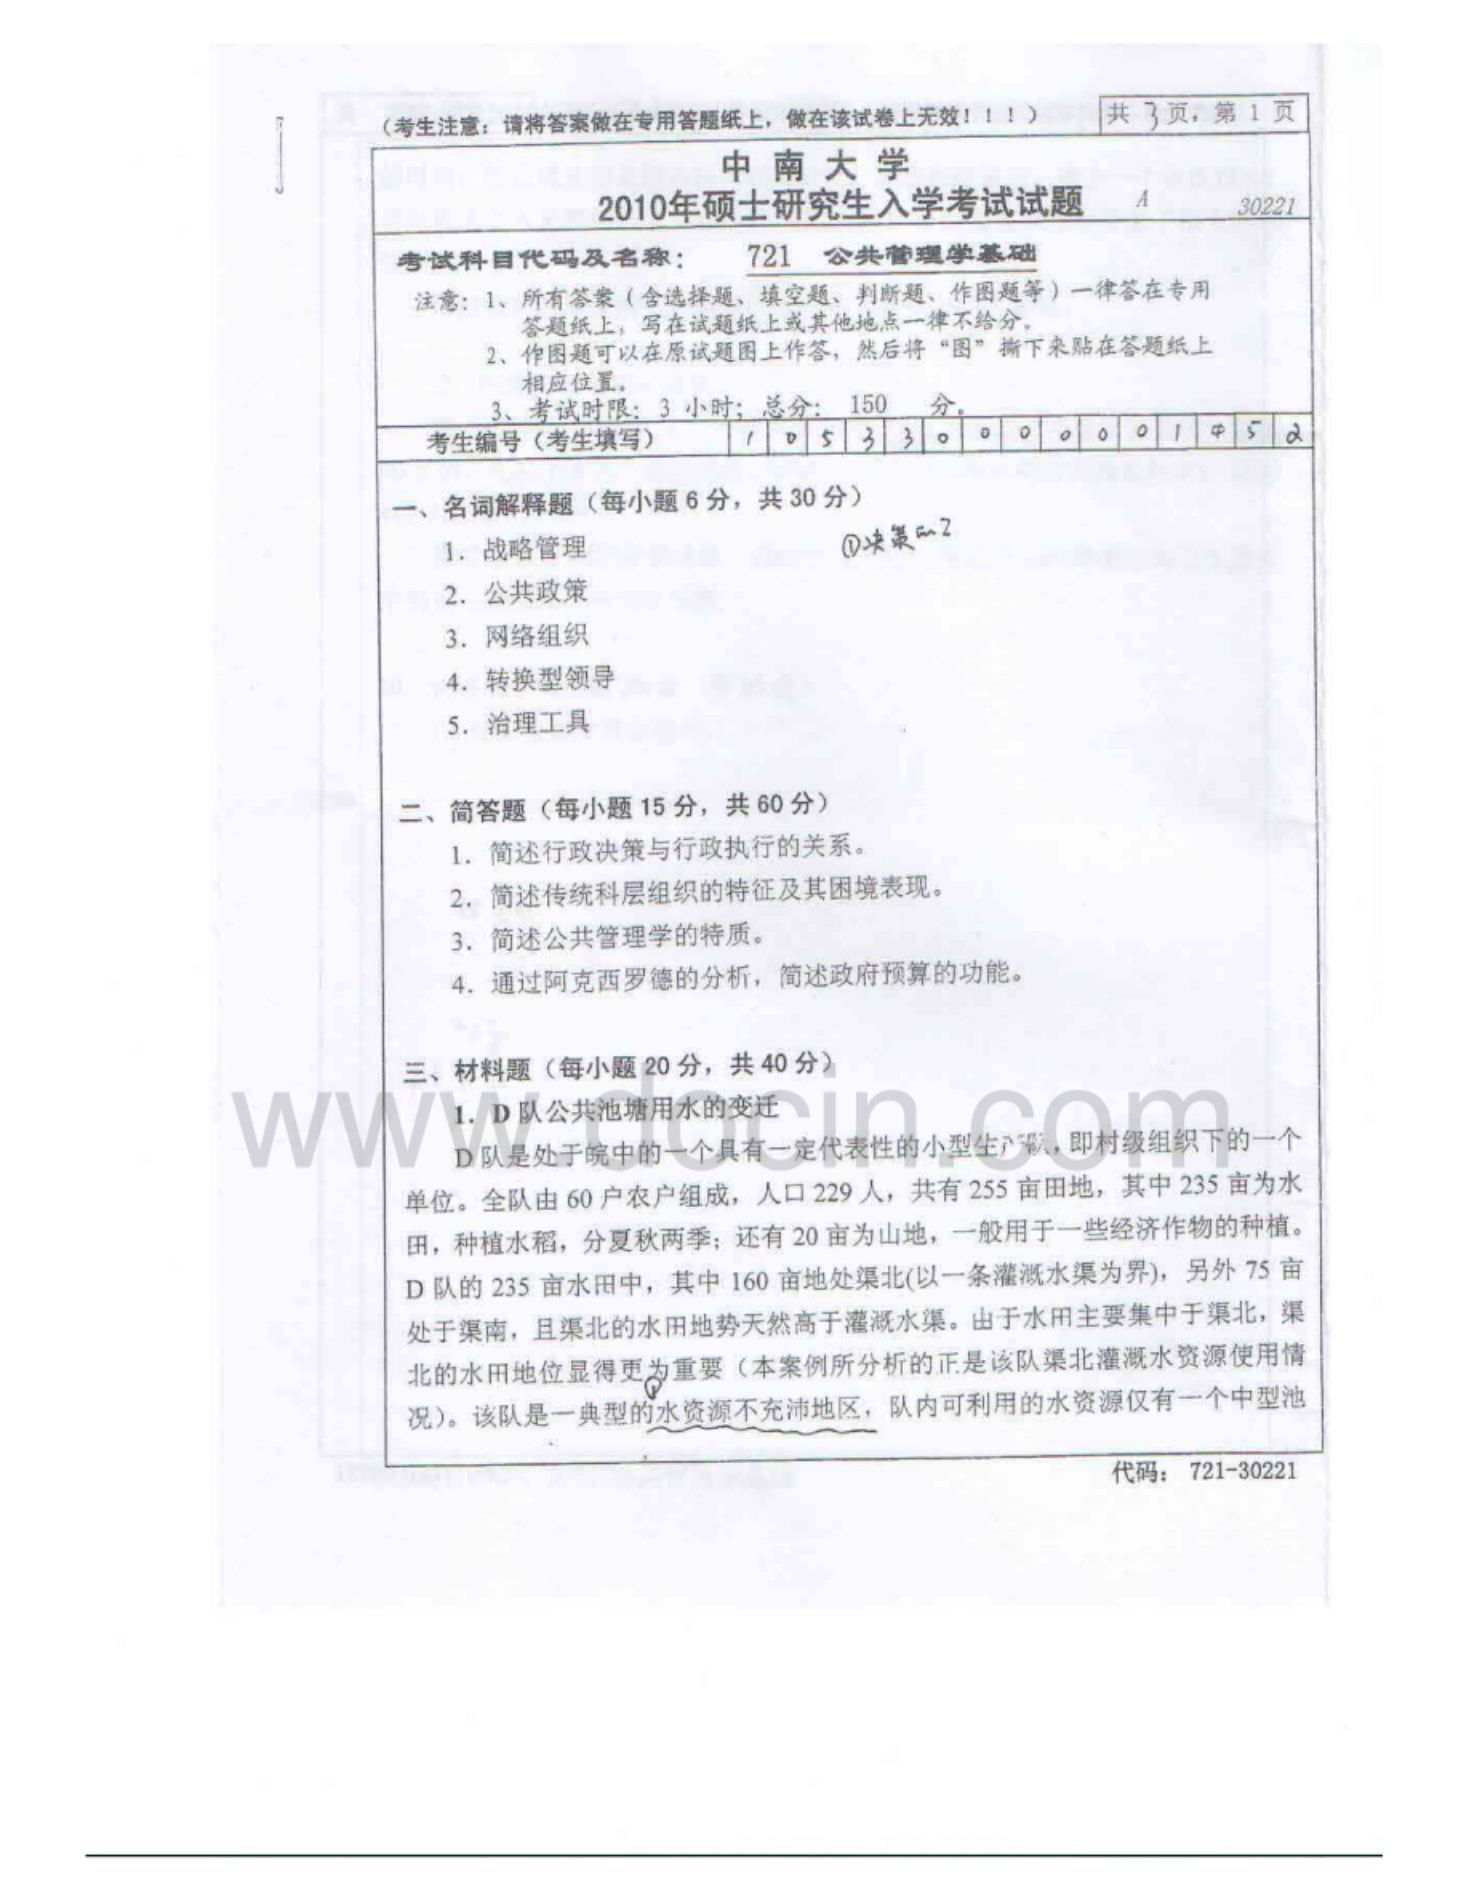 (考生注意：请将答案做在专用答题纸上，做在该试卷上无效！！！)
共 3 页，第 1 页
中南大学
2010年硕士研究生入学考试试题 A 30221
考试科目代码及名称： 721 公共管理学基础
注意：1、所有答案（含选择题、填空题、判断题、作图题等）一律答在专用
答题纸上，写在试题纸上或其他地点一律不给分。
2、作图题可以在原试题图上作答，然后将“图”撕下来贴在答题纸上
相应位置。
3、考试时限：3 小时；总分： 150 分。
考生编号（考生填写） 1 0 5 3 3 0 0 0 0 0 0 1 4 5 2
一、名词解释题（每小题 6 分，共 30 分）
1．战略管理
①决策
2．公共政策
3．网络组织
4．转换型领导
5．治理工具
二、简答题（每小题 15 分，共 60 分）
1．简述行政决策与行政执行的关系。
2．简述传统科层组织的特征及其困境表现。
3．简述公共管理学的特质。
4．通过阿克西罗德的分析，简述政府预算的功能。
三、材料题（每小题 20 分，共 40 分）
1．D 队公共池塘用水的变迁
D 队是处于皖中的一个具有一定代表性的小型生产队，即村级组织下的一个
单位。全队由 60 户农户组成，人口 229 人，共有 255 亩田地，其中 235 亩为水
田，种植水稻，分夏秋两季；还有 20 亩为山地，一般用于一些经济作物的种植。
D 队的 235 亩水田中，其中 160 亩地处渠北(以一条灌溉水渠为界)，另外 75 亩
处于渠南，且渠北的水田地势天然高于灌溉水渠。由于水田主要集中于渠北，渠
北的水田地位显得更为重要（本案例所分析的正是该队渠北灌溉水资源使用情
况)。该队是一典型的水资源不充沛地区，队内可利用的水资源仅有一个中型池
代码： 721-30221
www.docin.com